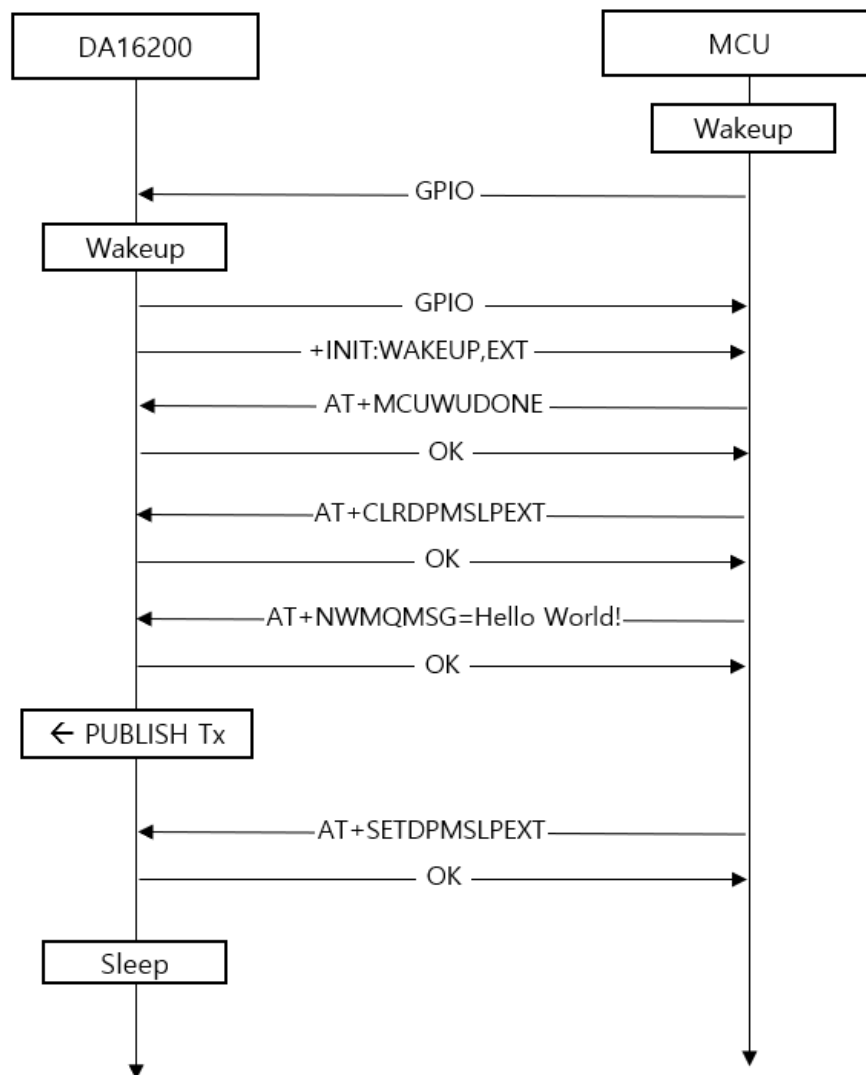 DA16200
MCU
Wakeup
GPIO
Wakeup
GPIO
+INIT:WAKEUP,EXT
AT+MCUWUDONE
OK
AT+CLRDPMSLPEXT
OK
AT+NWMQMSG=Hello World!
OK
← PUBLISH Tx
AT+SETDPMSLPEXT
OK
Sleep